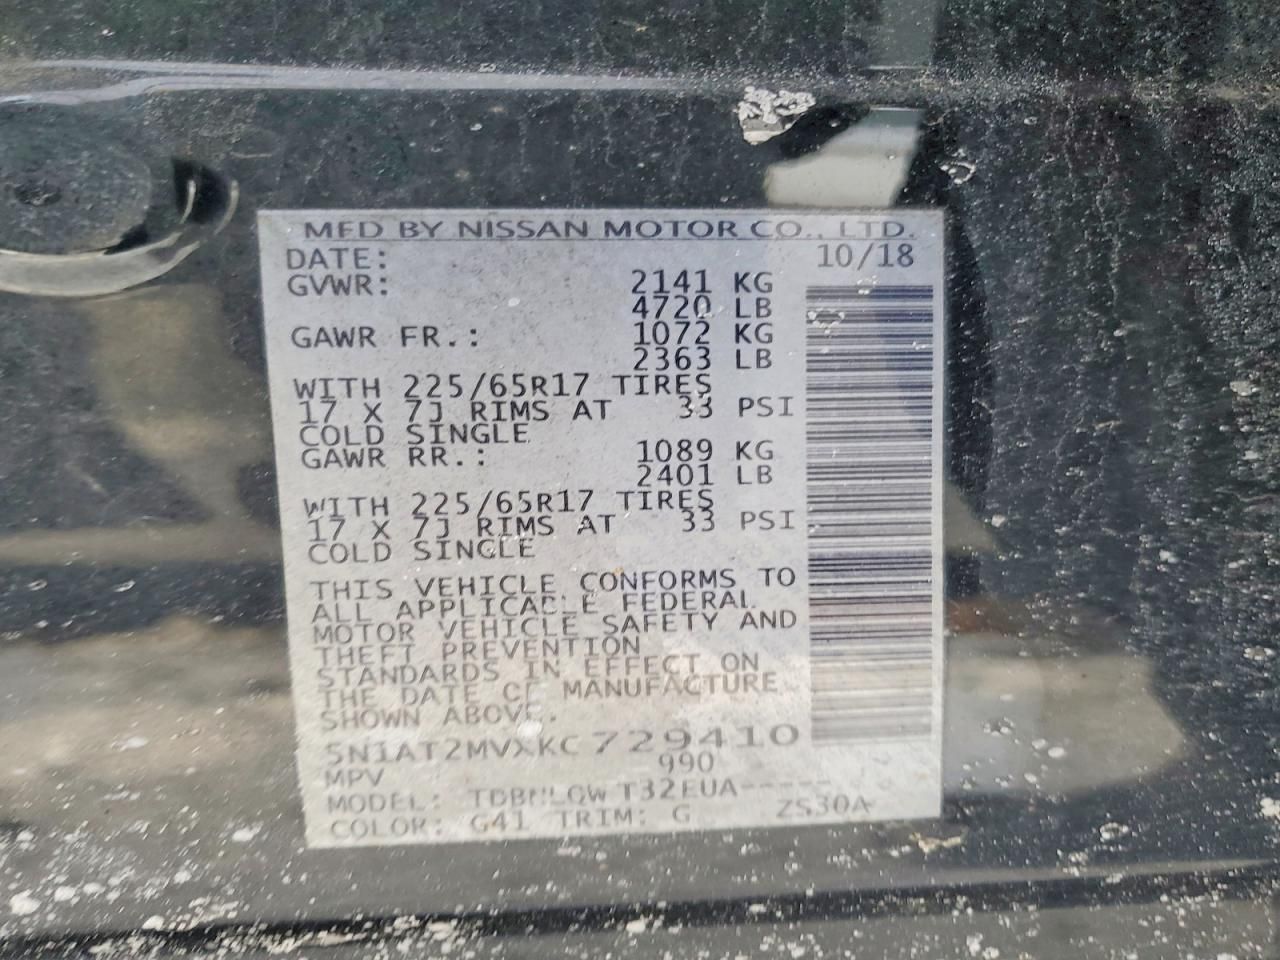 MFD BY NISSAN MOTOR CO., LTD.
DATE: 10/18
GVWR: 2141 KG
4720 LB
GAWR FR.: 1072 KG
2363 LB
WITH 225/65R17 TIRES
17 X 7J RIMS AT 33 PSI
COLD SINGLE
GAWR RR.: 1089 KG
2401 LB
WITH 225/65R17 TIRES
17 X 7J RIMS AT 33 PSI
COLD SINGLE
THIS VEHICLE CONFORMS TO
ALL APPLICABLE FEDERAL
MOTOR VEHICLE SAFETY AND
THEFT PREVENTION
STANDARDS IN EFFECT ON
THE DATE OF MANUFACTURE
SHOWN ABOVE.
5N1AT2MVXKC729410
MPV 990
MODEL: T32EUA-----
COLOR: G41 TRIM: G ZS30A